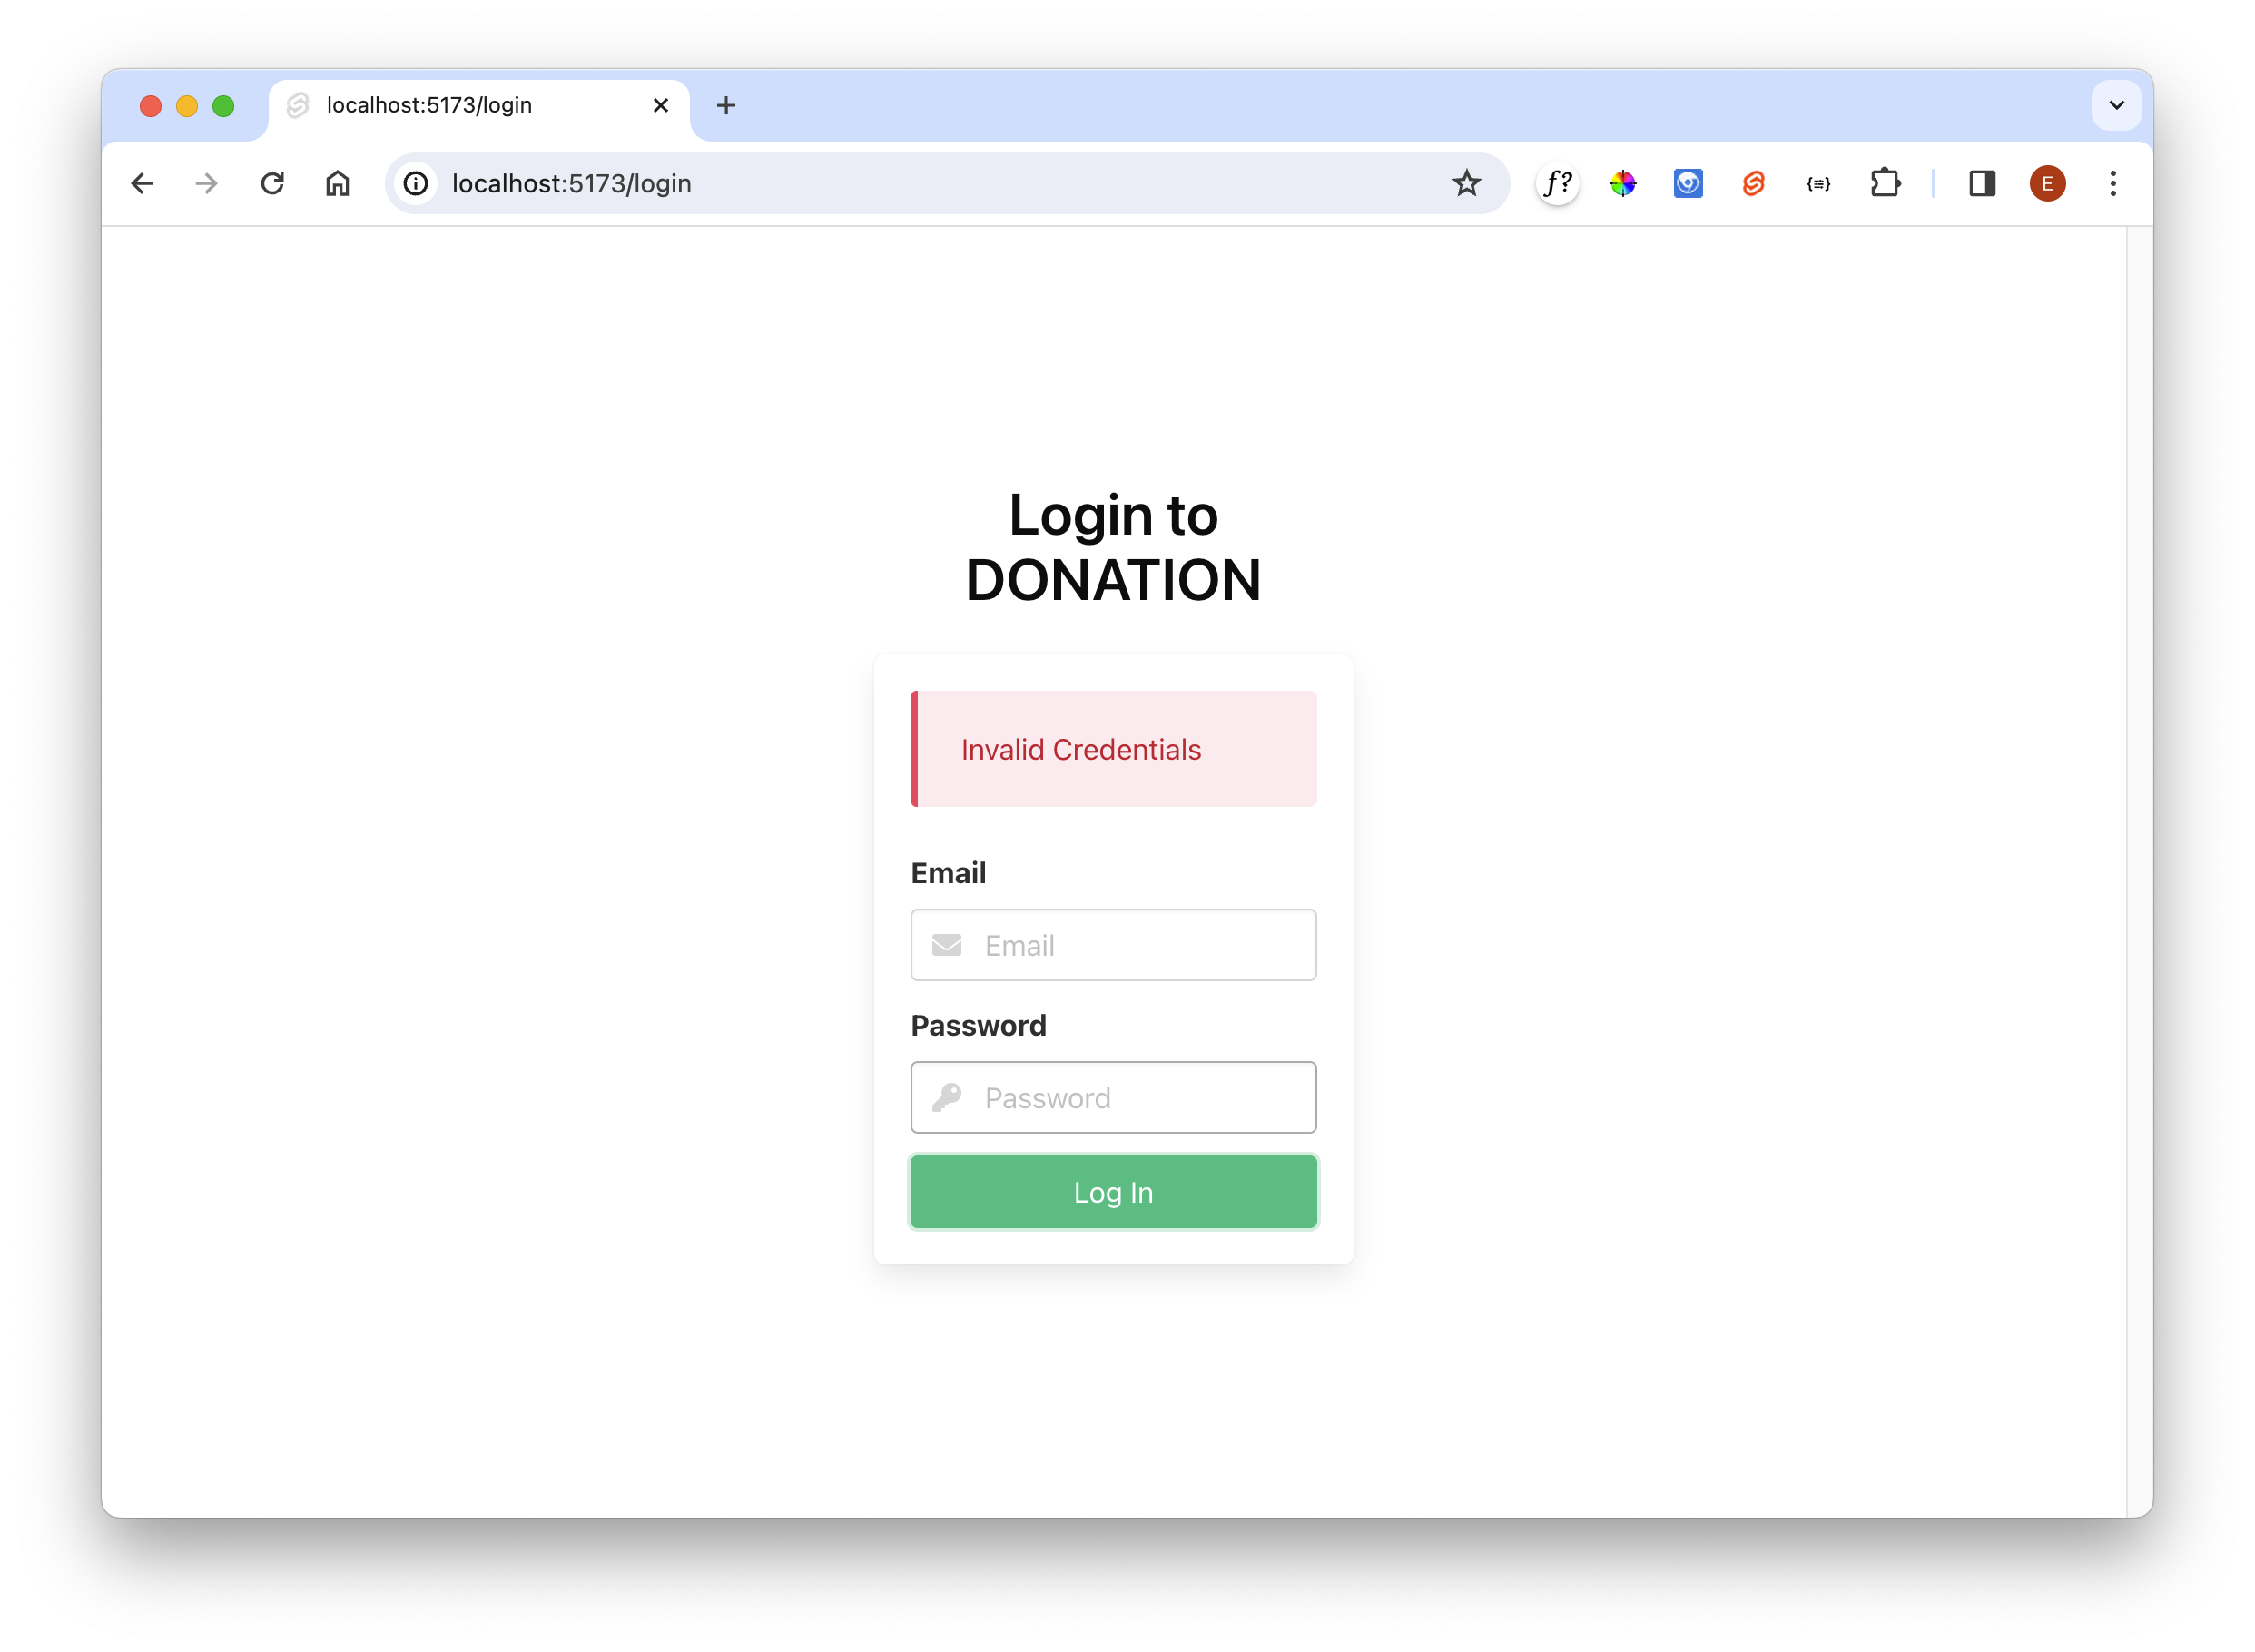 localhost:5173/login
localhost:5173/login
f?
{≡}
E
Login to
DONATION
Invalid Credentials
Email
Email
Password
Password
Log In